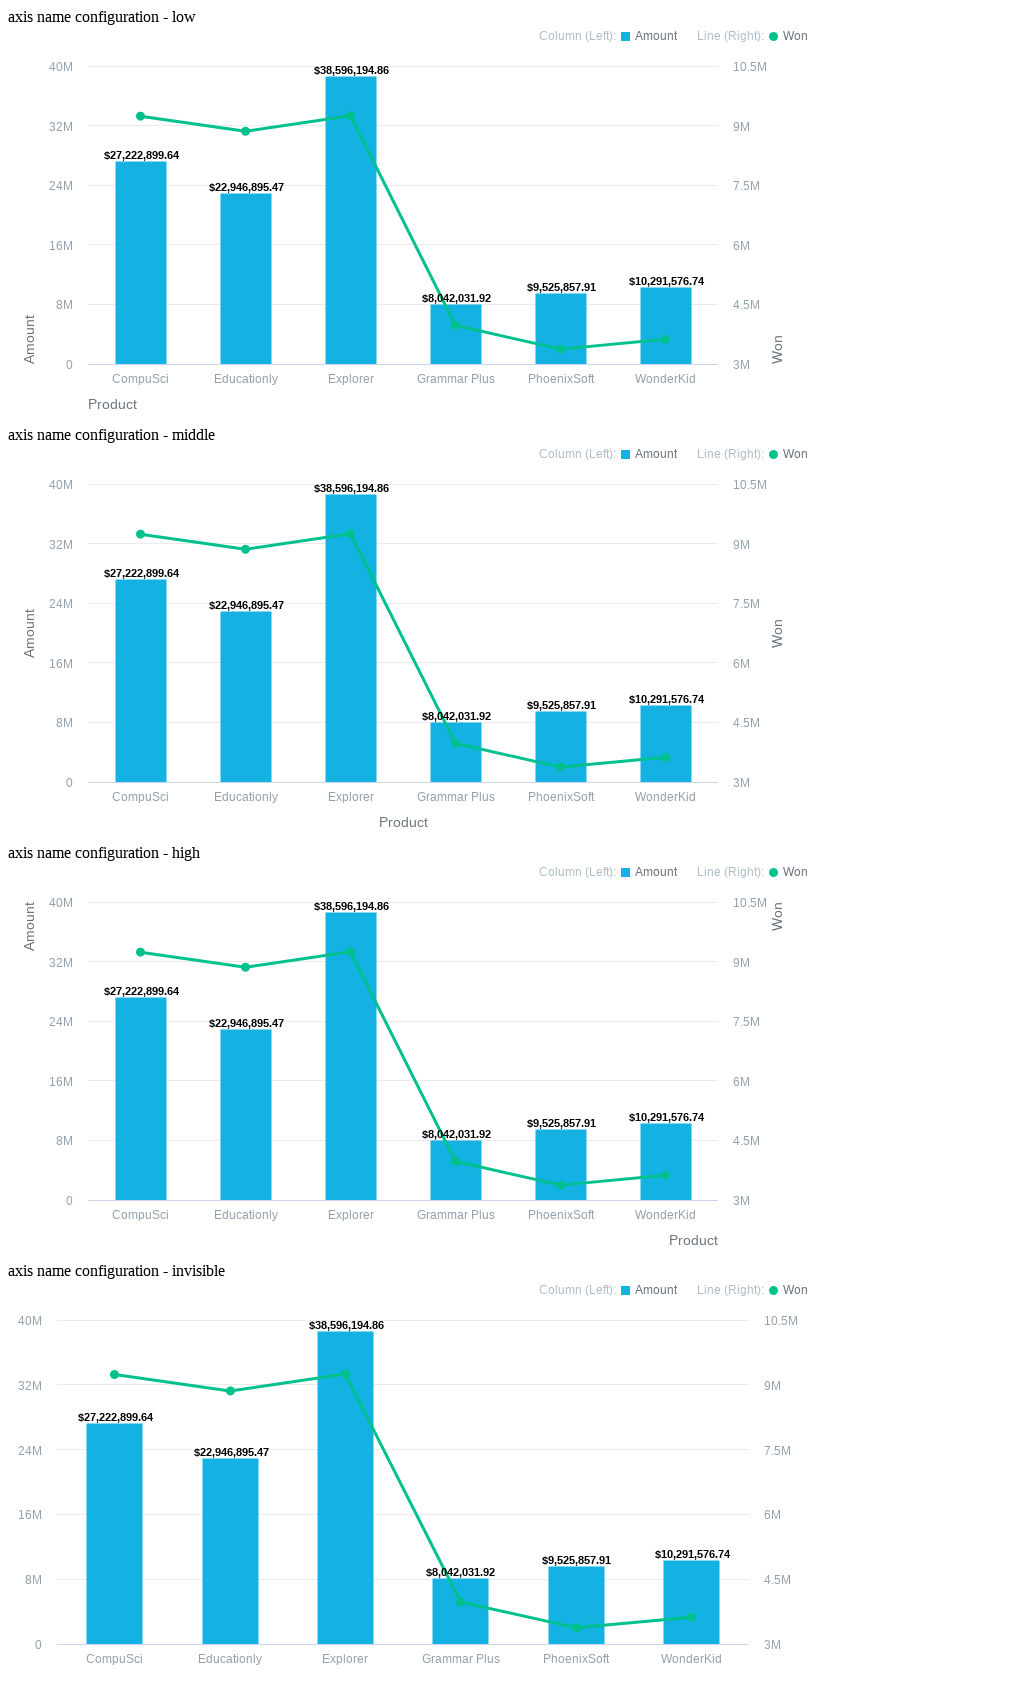 axis name configuration - low
Column (Left): Amount Line (Right): Won
40M 10.5M
$38,596,194.86
32M 9M
$27,222,899.64
24M 7.5M
$22,946,895.47
16M 6M
$10,291,576.74
$9,525,857.91
8M $8,042,031.92 4.5M
Amount Won
0 3M
CompuSci Educationly Explorer Grammar Plus PhoenixSoft WonderKid
Product
axis name configuration - middle
Column (Left): Amount Line (Right): Won
40M 10.5M
$38,596,194.86
32M 9M
$27,222,899.64
24M 7.5M
$22,946,895.47
Amount Won
16M 6M
$10,291,576.74
$9,525,857.91
8M $8,042,031.92 4.5M
0 3M
CompuSci Educationly Explorer Grammar Plus PhoenixSoft WonderKid
Product
axis name configuration - high
Column (Left): Amount Line (Right): Won
40M 10.5M
$38,596,194.86
Amount Won
32M 9M
$27,222,899.64
24M 7.5M
$22,946,895.47
16M 6M
$10,291,576.74
$9,525,857.91
8M $8,042,031.92 4.5M
0 3M
CompuSci Educationly Explorer Grammar Plus PhoenixSoft WonderKid
Product
axis name configuration - invisible
Column (Left): Amount Line (Right): Won
40M 10.5M
$38,596,194.86
32M 9M
$27,222,899.64
24M 7.5M
$22,946,895.47
16M 6M
$10,291,576.74
$9,525,857.91
8M $8,042,031.92 4.5M
0 3M
CompuSci Educationly Explorer Grammar Plus PhoenixSoft WonderKid